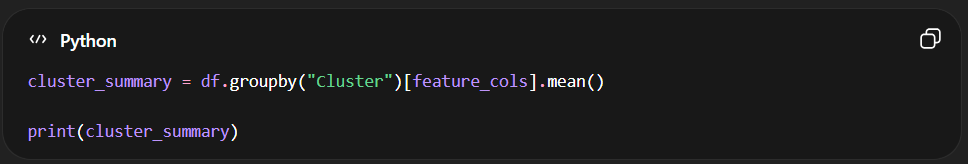 </> Python
cluster_summary = df.groupby("Cluster")[feature_cols].mean()
print(cluster_summary)